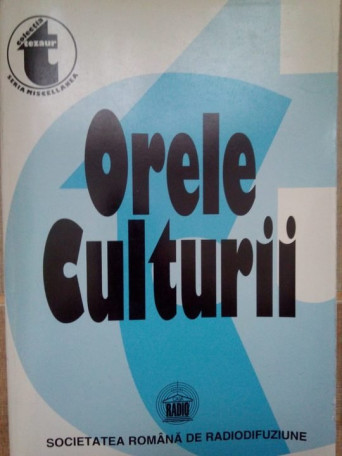 colecția
tezaur
t
SERIA MISCELLANEA
Orele
Culturii
RADIO
SOCIETATEA ROMÂNĂ DE RADIODIFUZIUNE